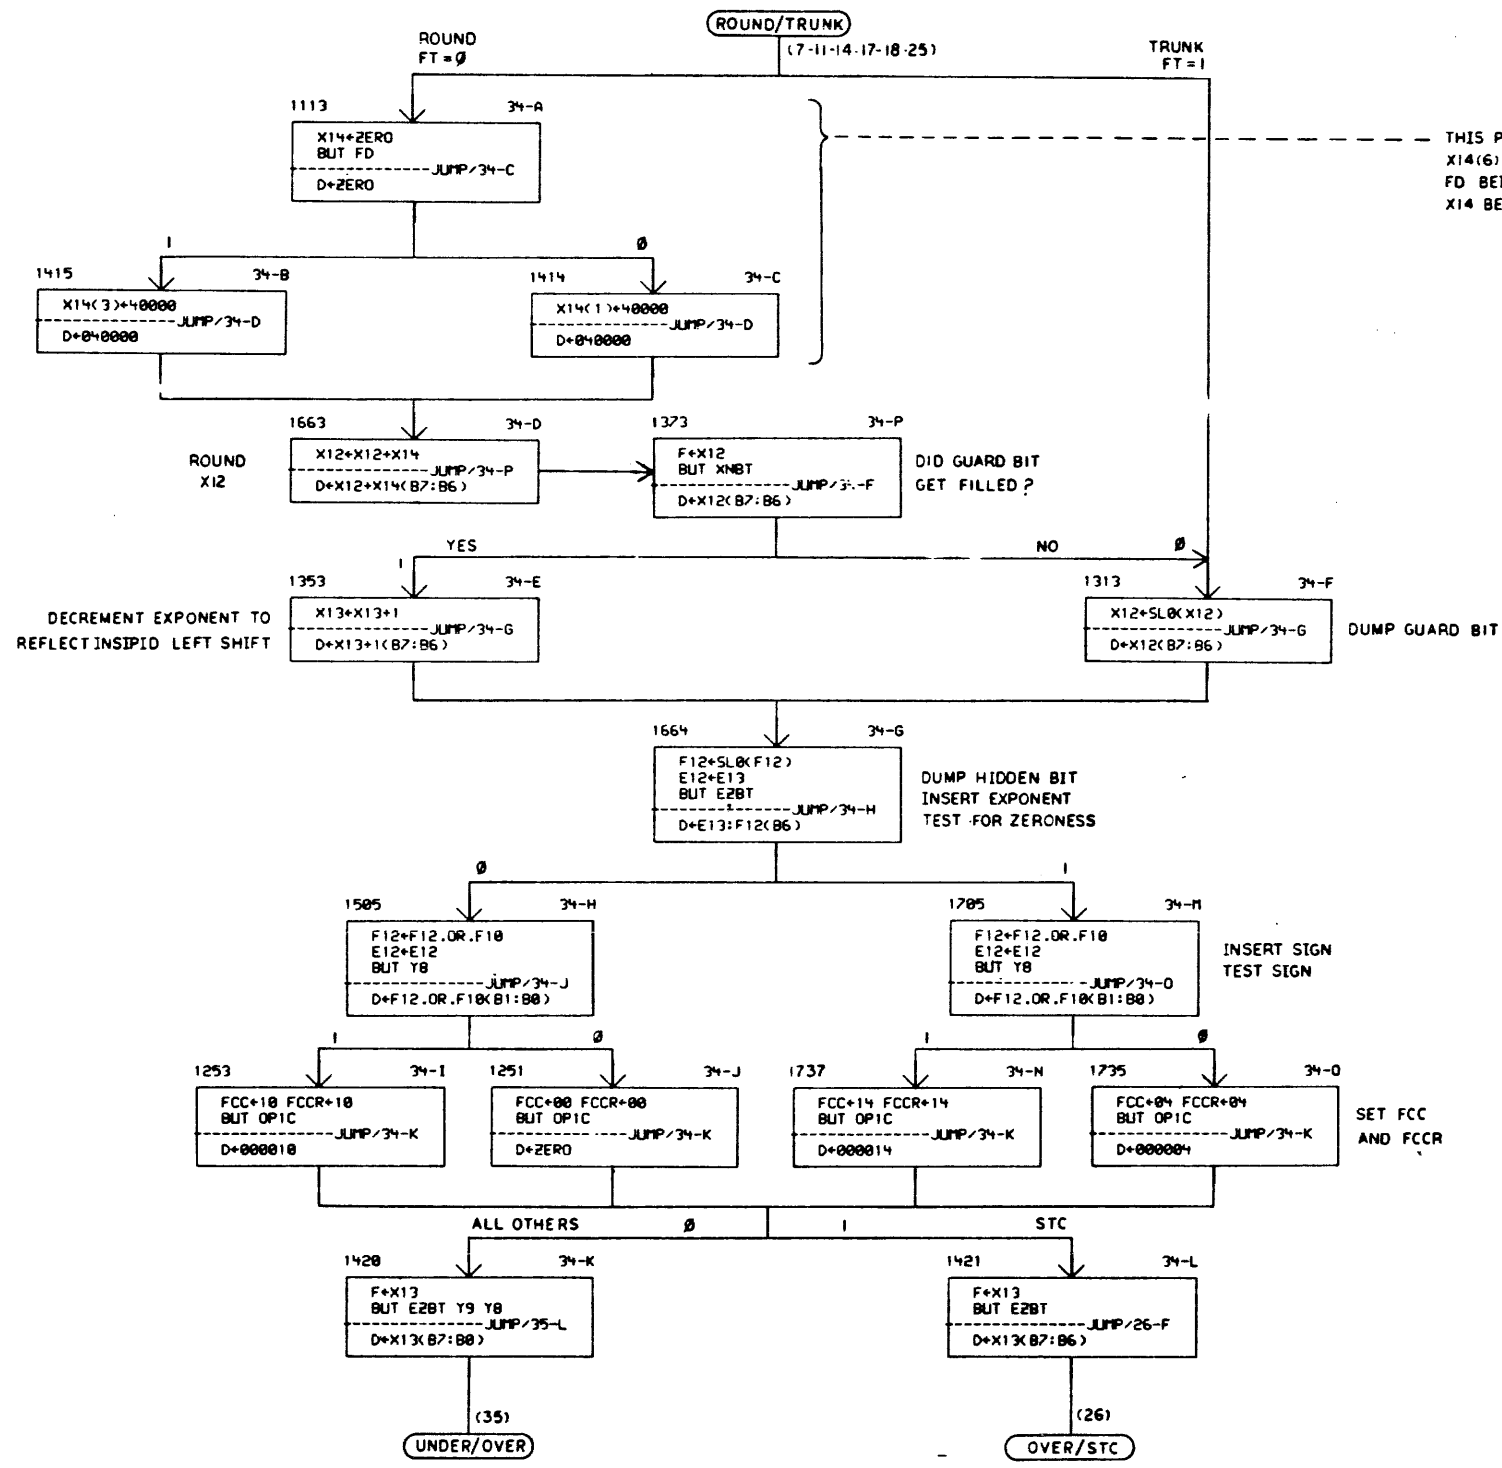 ROUND/TRUNK
(7-11-14-17-18-25)
ROUND
FT=Ø
TRUNK
FT=1
1113 34-A
X14←ZERO
BUT FD
JUMP/34-C
D←ZERO
THIS P
X14(6)
FD BEI
X14 BE
1 Ø
1415 34-B
X14(3)←40000
JUMP/34-D
D←040000
1414 34-C
X14(1)←40000
JUMP/34-D
D←040000
ROUND
X12
1663 34-D
X12←X12+X14
JUMP/34-P
D←X12+X14(B7:B6)
1373 34-P
F←X12
BUT XNBT
D←X12(B7:B6)
DID GUARD BIT
GET FILLED?
YES
1
NO Ø
DECREMENT EXPONENT TO
REFLECT INSIPID LEFT SHIFT
1353 34-E
X13←X13+1
JUMP/34-G
D←X13+1(B7:B6)
1313 34-F
X12←SL0(X12)
JUMP/34-G
D←X12(B7:B6)
DUMP GUARD BIT
1664 34-G
F12←SL0(F12)
E12←E13
BUT EZBT
JUMP/34-H
D←E13:F12(B6)
DUMP HIDDEN BIT
INSERT EXPONENT
TEST FOR ZERONESS
Ø 1
1505 34-H
F12←F12.OR.F10
E12←E12
BUT Y8
JUMP/34-J
D←F12.OR.F10(B1:B0)
1705 34-M
F12←F12.OR.F10
E12←E12
BUT Y8
JUMP/34-O
D←F12.OR.F10(B1:B0)
INSERT SIGN
TEST SIGN
1 Ø
1 Ø
1253 34-I
FCC←10 FCCR←10
BUT OP1C
JUMP/34-K
D←000010
1251 34-J
FCC←00 FCCR←00
BUT OP1C
JUMP/34-K
D←ZERO
1737 34-N
FCC←14 FCCR←14
BUT OP1C
JUMP/34-K
D←000014
1735 34-O
FCC←04 FCCR←04
BUT OP1C
JUMP/34-K
D←000004
SET FCC
AND FCCR
ALL OTHERS Ø 1 STC
1420 34-K
F←X13
BUT EZBT Y9 Y8
JUMP/35-L
D←X13(B7:B0)
1421 34-L
F←X13
BUT EZBT
JUMP/26-F
D←X13(B7:B6)
(35)
UNDER/OVER
(26)
OVER/STC